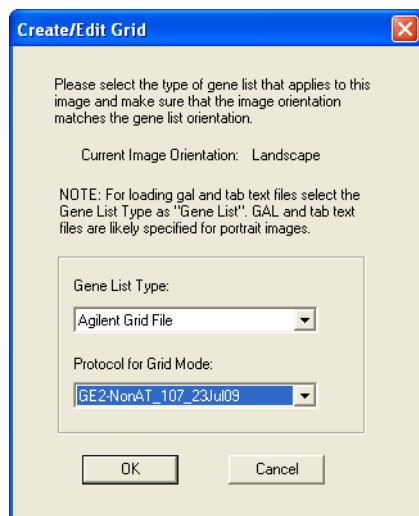 Create/Edit Grid
Please select the type of gene list that applies to this
image and make sure that the image orientation
matches the gene list orientation.
Current Image Orientation: Landscape
NOTE: For loading gal and tab text files select the
Gene List Type as "Gene List". GAL and tab text
files are likely specified for portrait images.
Gene List Type:
Agilent Grid File
Protocol for Grid Mode:
GE2-NonAT_107_23Jul09
OK
Cancel